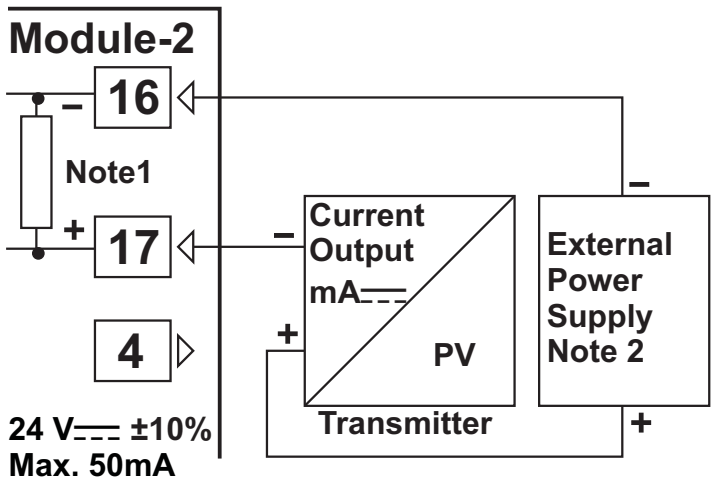 Module-2
16
−
Note1
+
17
4
24 V⎓ ±10%
Max. 50mA
−
Current
Output
mA⎓
+
PV
Transmitter
−
External
Power
Supply
Note 2
+